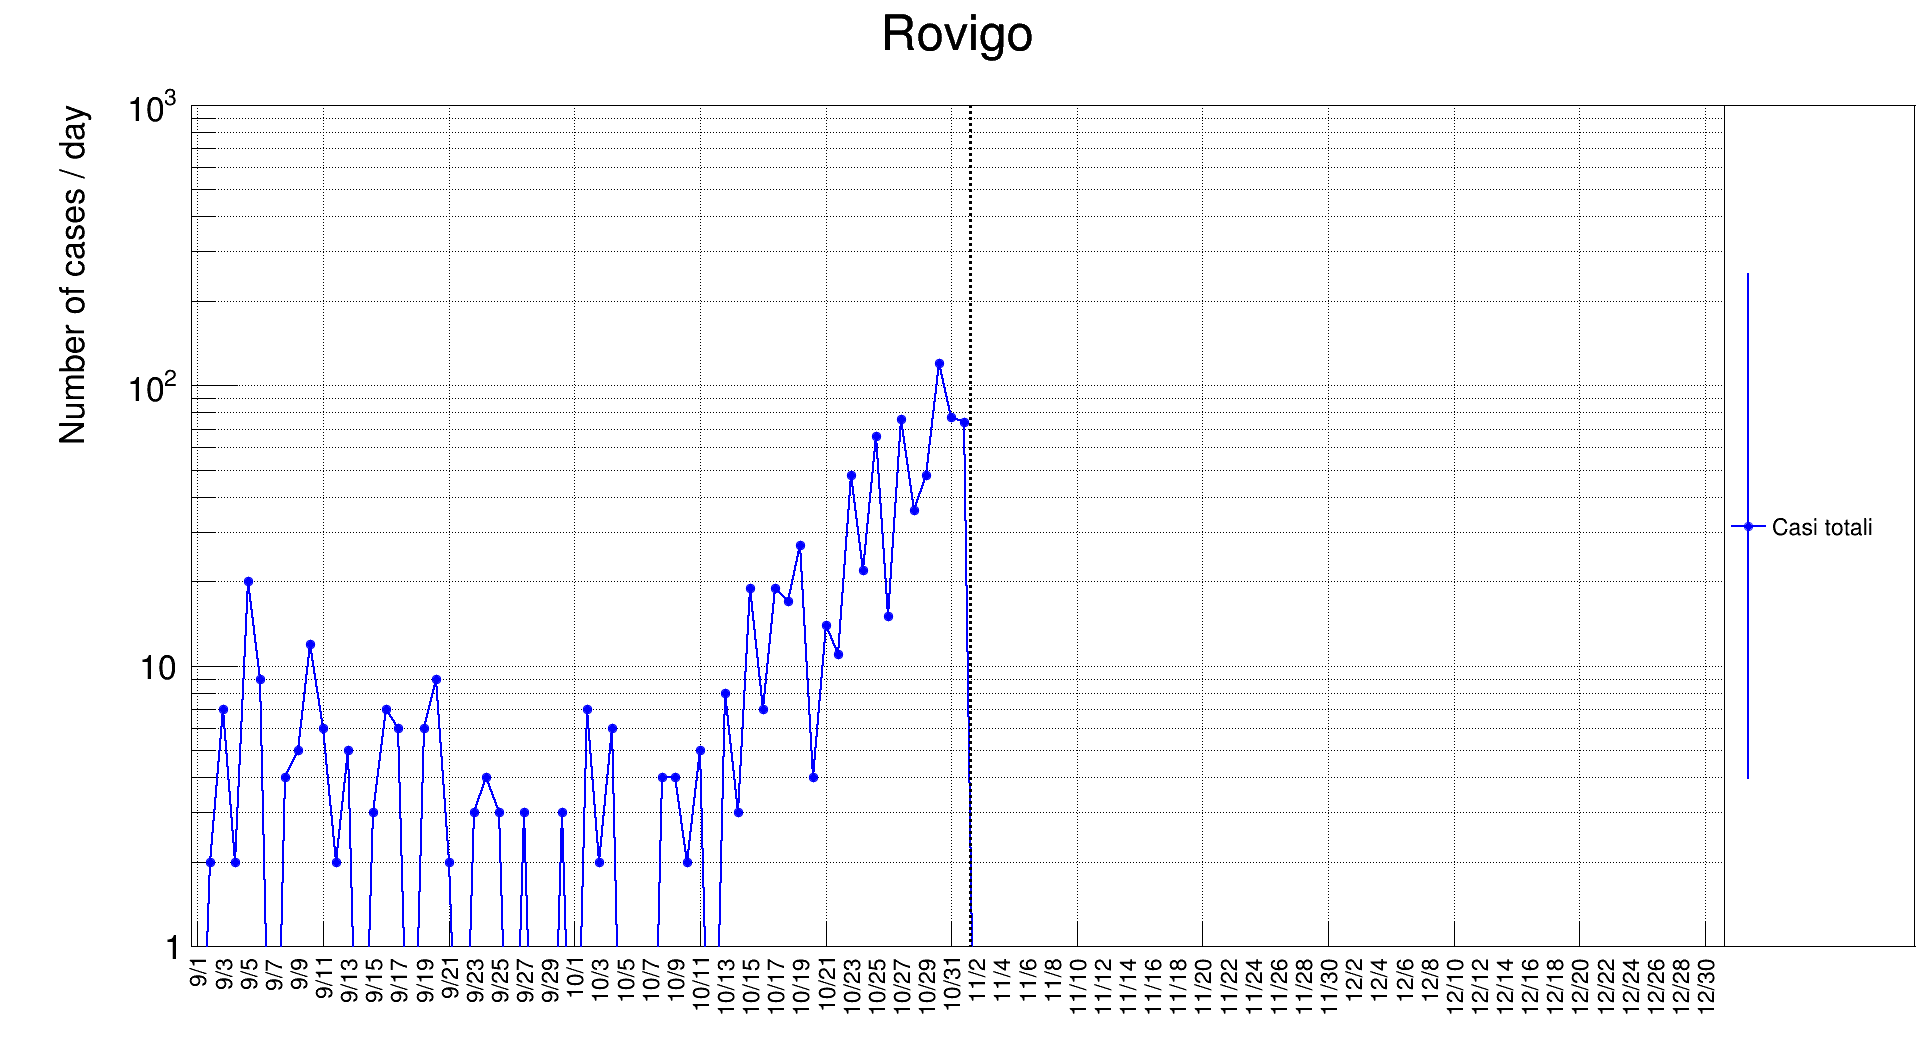 Rovigo
Number of cases / day
10³
10²
10
1
Casi totali
9/1 9/3 9/5 9/7 9/9 9/11 9/13 9/15 9/17 9/19 9/21 9/23 9/25 9/27 9/29 10/1 10/3 10/5 10/7 10/9 10/11 10/13 10/15 10/17 10/19 10/21 10/23 10/25 10/27 10/29 10/31 11/2 11/4 11/6 11/8 11/10 11/12 11/14 11/16 11/18 11/20 11/22 11/24 11/26 11/28 11/30 12/2 12/4 12/6 12/8 12/10 12/12 12/14 12/16 12/18 12/20 12/22 12/24 12/26 12/28 12/30